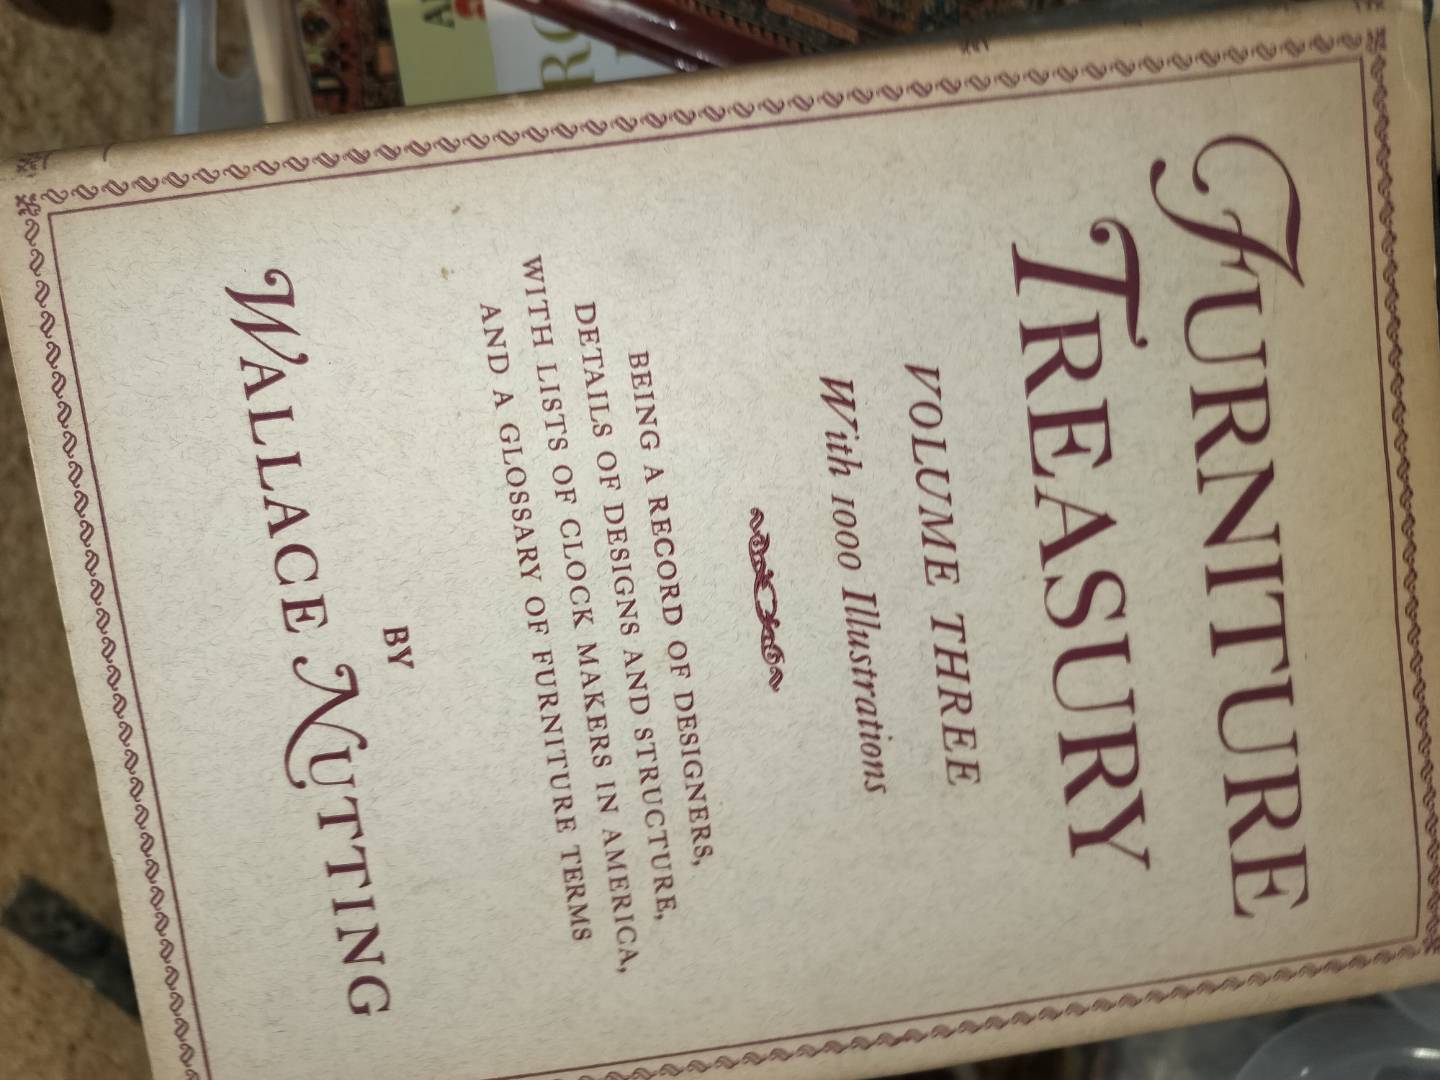 FURNITURE
TREASURY
VOLUME THREE
With 1000 Illustrations
BEING A RECORD OF DESIGNERS,
DETAILS OF DESIGNS AND STRUCTURE,
WITH LISTS OF CLOCK MAKERS IN AMERICA,
AND A GLOSSARY OF FURNITURE TERMS
BY
WALLACE NUTTING